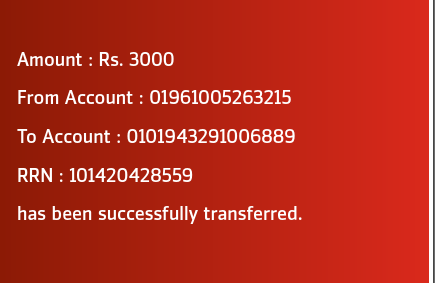 Amount : Rs. 3000
From Account : 01961005263215
To Account : 0101943291006889
RRN : 101420428559
has been successfully transferred.